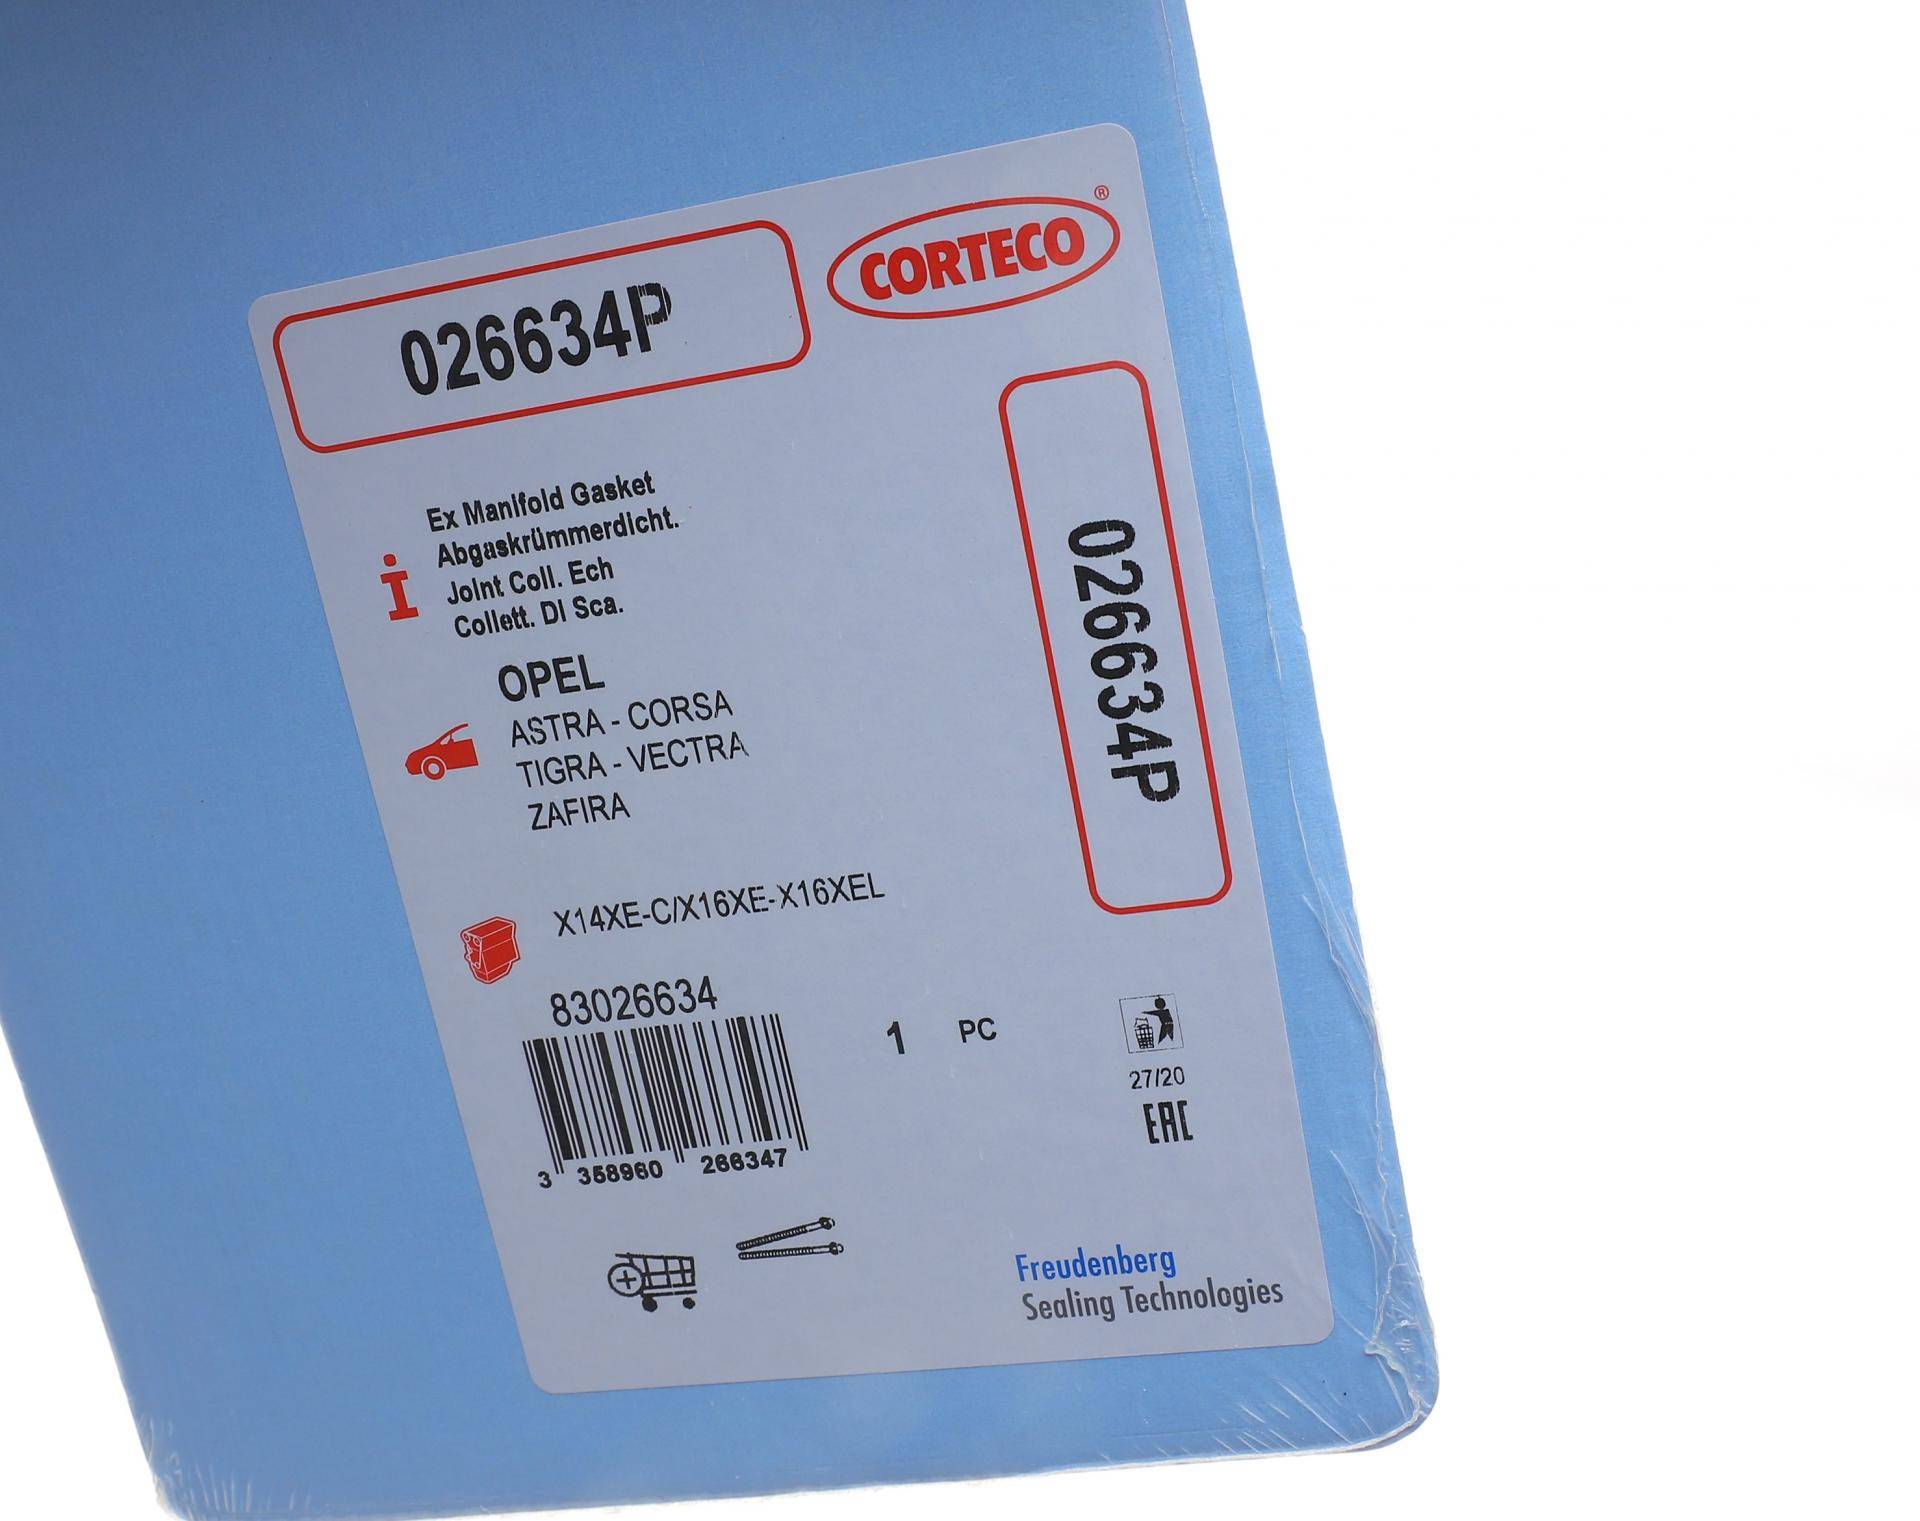 CORTECO®
026634P
026634P
Ex Manifold Gasket
Abgaskrümmerdicht.
Joint Coll. Ech
Collett. DI Sca.
OPEL
ASTRA - CORSA
TIGRA - VECTRA
ZAFIRA
X14XE-C/X16XE-X16XEL
83026634
1 PC
27/20
EAC
3 358960 266347
Freudenberg
Sealing Technologies